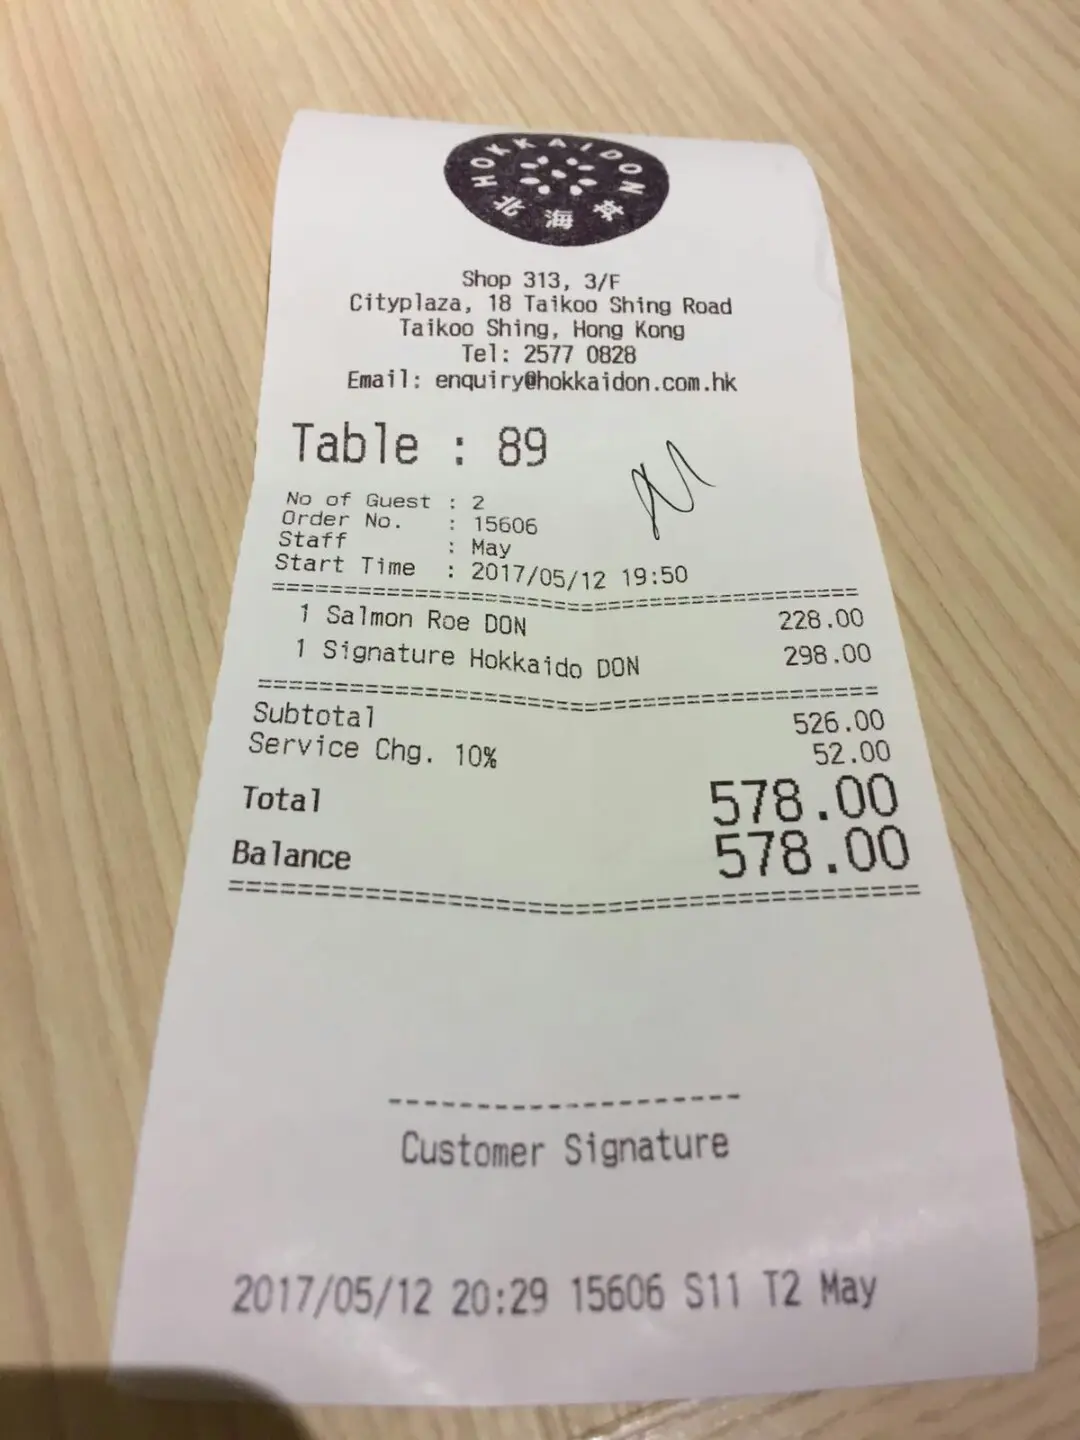 HOKKAIDON
北海丼
Shop 313, 3/F
Cityplaza, 18 Taikoo Shing Road
Taikoo Shing, Hong Kong
Tel: 2577 0828
Email: enquiry@hokkaidon.com.hk
Table : 89
No of Guest : 2
Order No. : 15606
Staff : May
Start Time : 2017/05/12 19:50
1 Salmon Roe DON 228.00
1 Signature Hokkaido DON 298.00
Subtotal 526.00
Service Chg. 10% 52.00
Total 578.00
Balance 578.00
Customer Signature
2017/05/12 20:29 15606 S11 T2 May